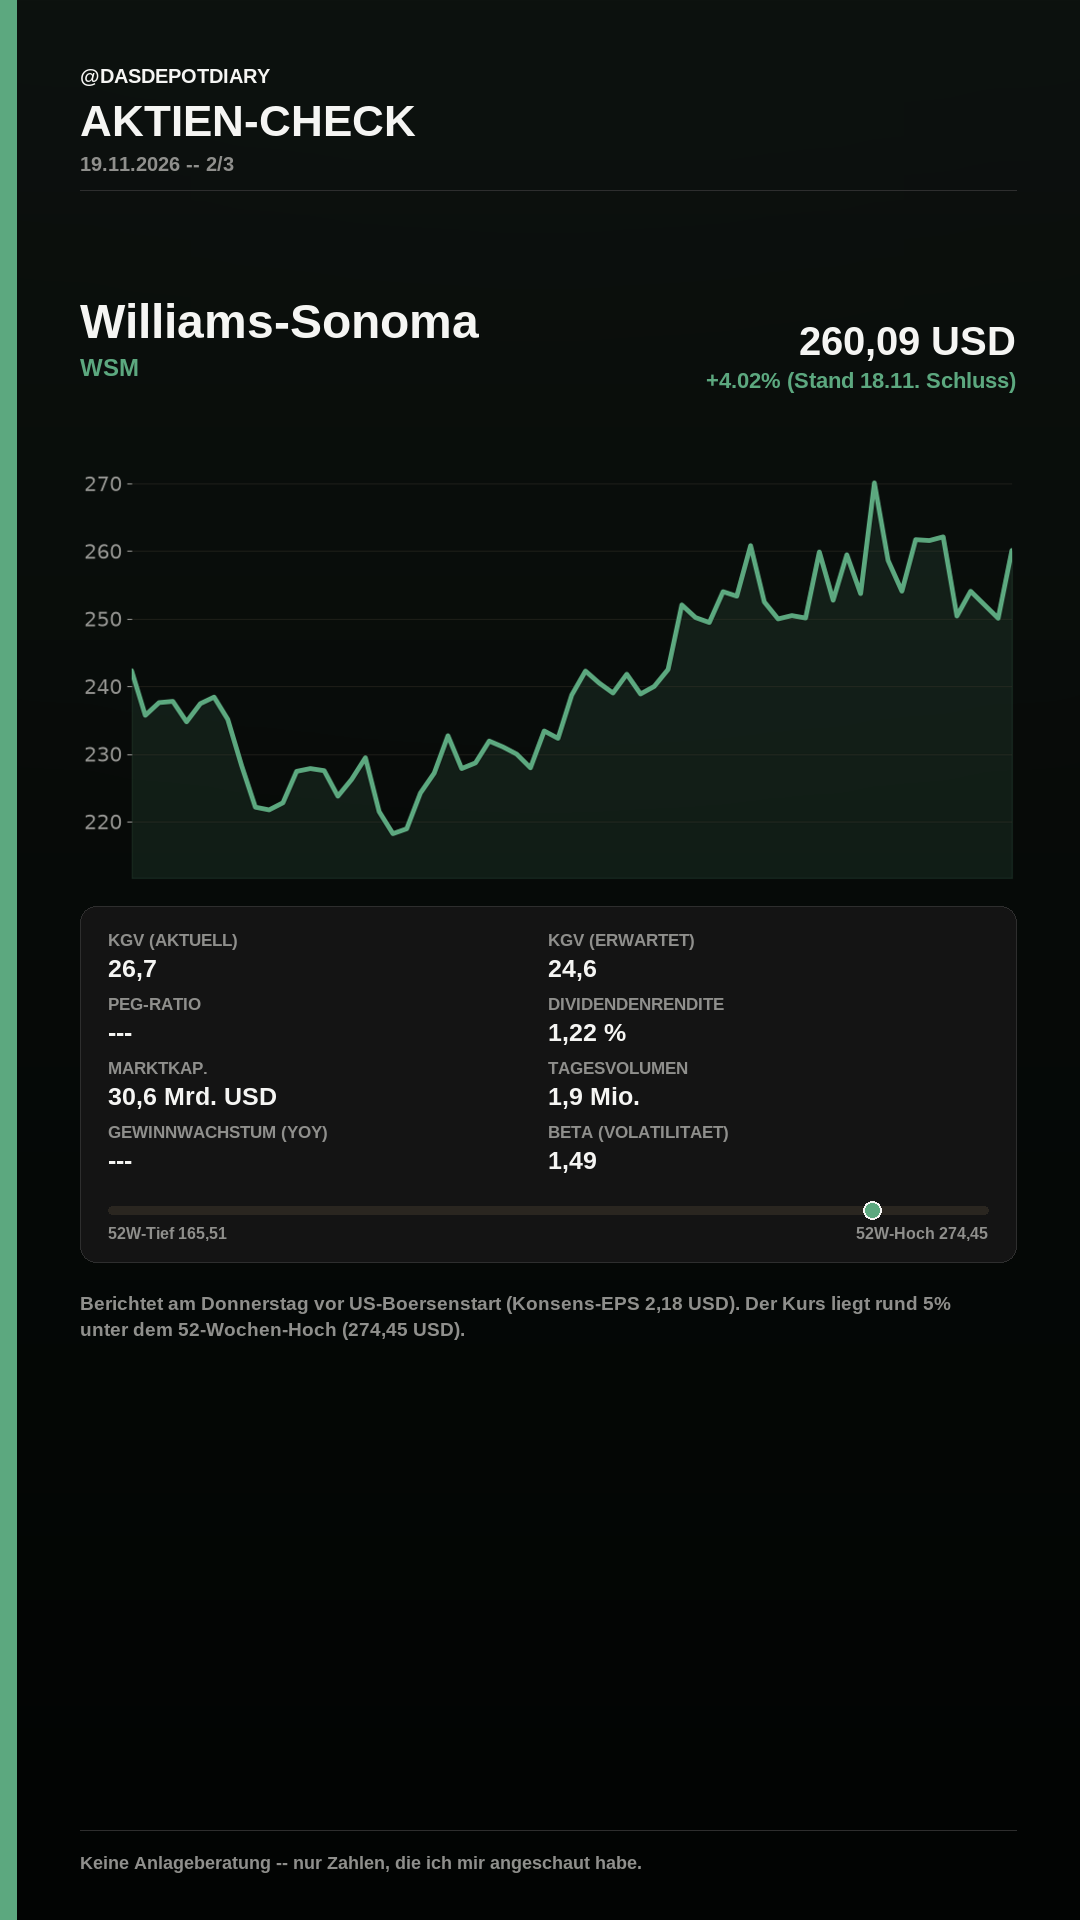 @DASDEPOTDIARY
AKTIEN-CHECK
19.11.2026 -- 2/3
Williams-Sonoma
WSM
260,09 USD
+4.02% (Stand 18.11. Schluss)
270
260
250
240
230
220
KGV (AKTUELL)
26,7
KGV (ERWARTET)
24,6
PEG-RATIO
---
DIVIDENDENRENDITE
1,22 %
MARKTKAP.
30,6 Mrd. USD
TAGESVOLUMEN
1,9 Mio.
GEWINNWACHSTUM (YOY)
---
BETA (VOLATILITAET)
1,49
52W-Tief 165,51
52W-Hoch 274,45
Berichtet am Donnerstag vor US-Boersenstart (Konsens-EPS 2,18 USD). Der Kurs liegt rund 5%
unter dem 52-Wochen-Hoch (274,45 USD).
Keine Anlageberatung -- nur Zahlen, die ich mir angeschaut habe.